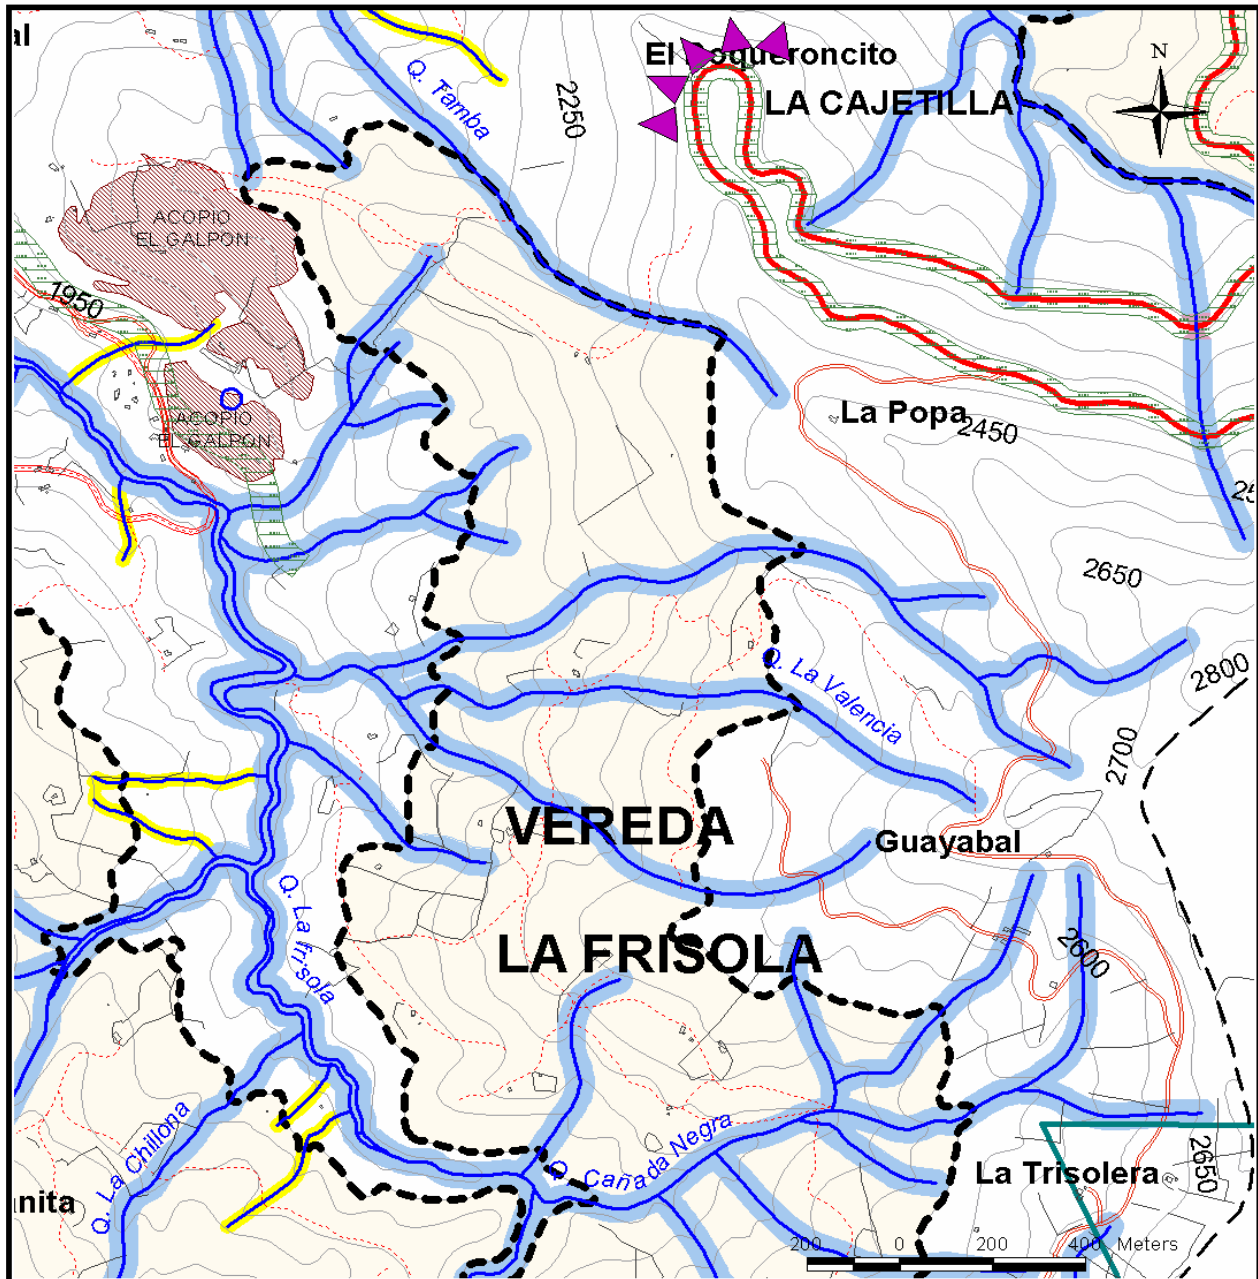 al
El Boqueroncito
N
Q. Tamba
2250
LA CAJETILLA
ACOPIO
EL GALPON
1950
La Popa
2450
ACOPIO
EL GALPON
2650
Q. La Valencia
2800
2700
VEREDA
Guayabal
Q. La frisola
LA FRISOLA
2600
Q. La Chillona
Q. Cañada Negra
La Trisolera
2650
nita
200 0 200 400 Meters